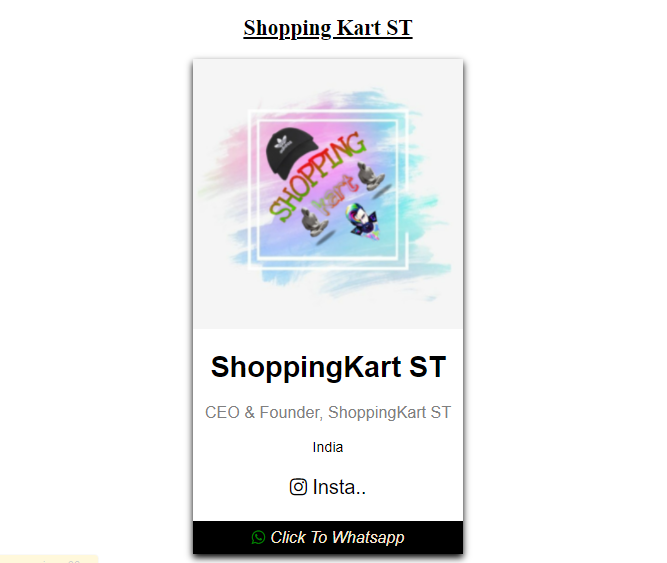 Shopping Kart ST
SHOPPING
kart
ShoppingKart ST
CEO & Founder, ShoppingKart ST
India
Insta..
Click To Whatsapp